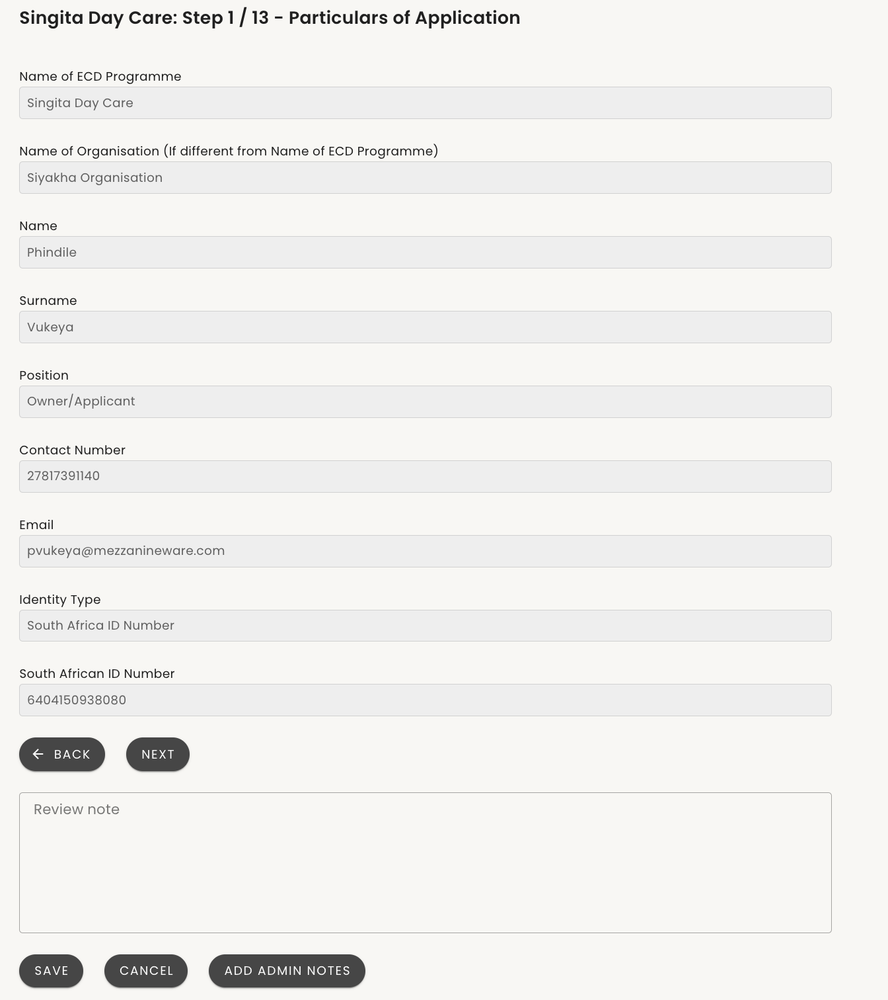 Singita Day Care: Step 1 / 13 - Particulars of Application
Name of ECD Programme
Singita Day Care
Name of Organisation (If different from Name of ECD Programme)
Siyakha Organisation
Name
Phindile
Surname
Vukeya
Position
Owner/Applicant
Contact Number
27817391140
Email
pvukeya@mezzanineware.com
Identity Type
South Africa ID Number
South African ID Number
6404150938080
BACK NEXT
Review note
SAVE CANCEL ADD ADMIN NOTES